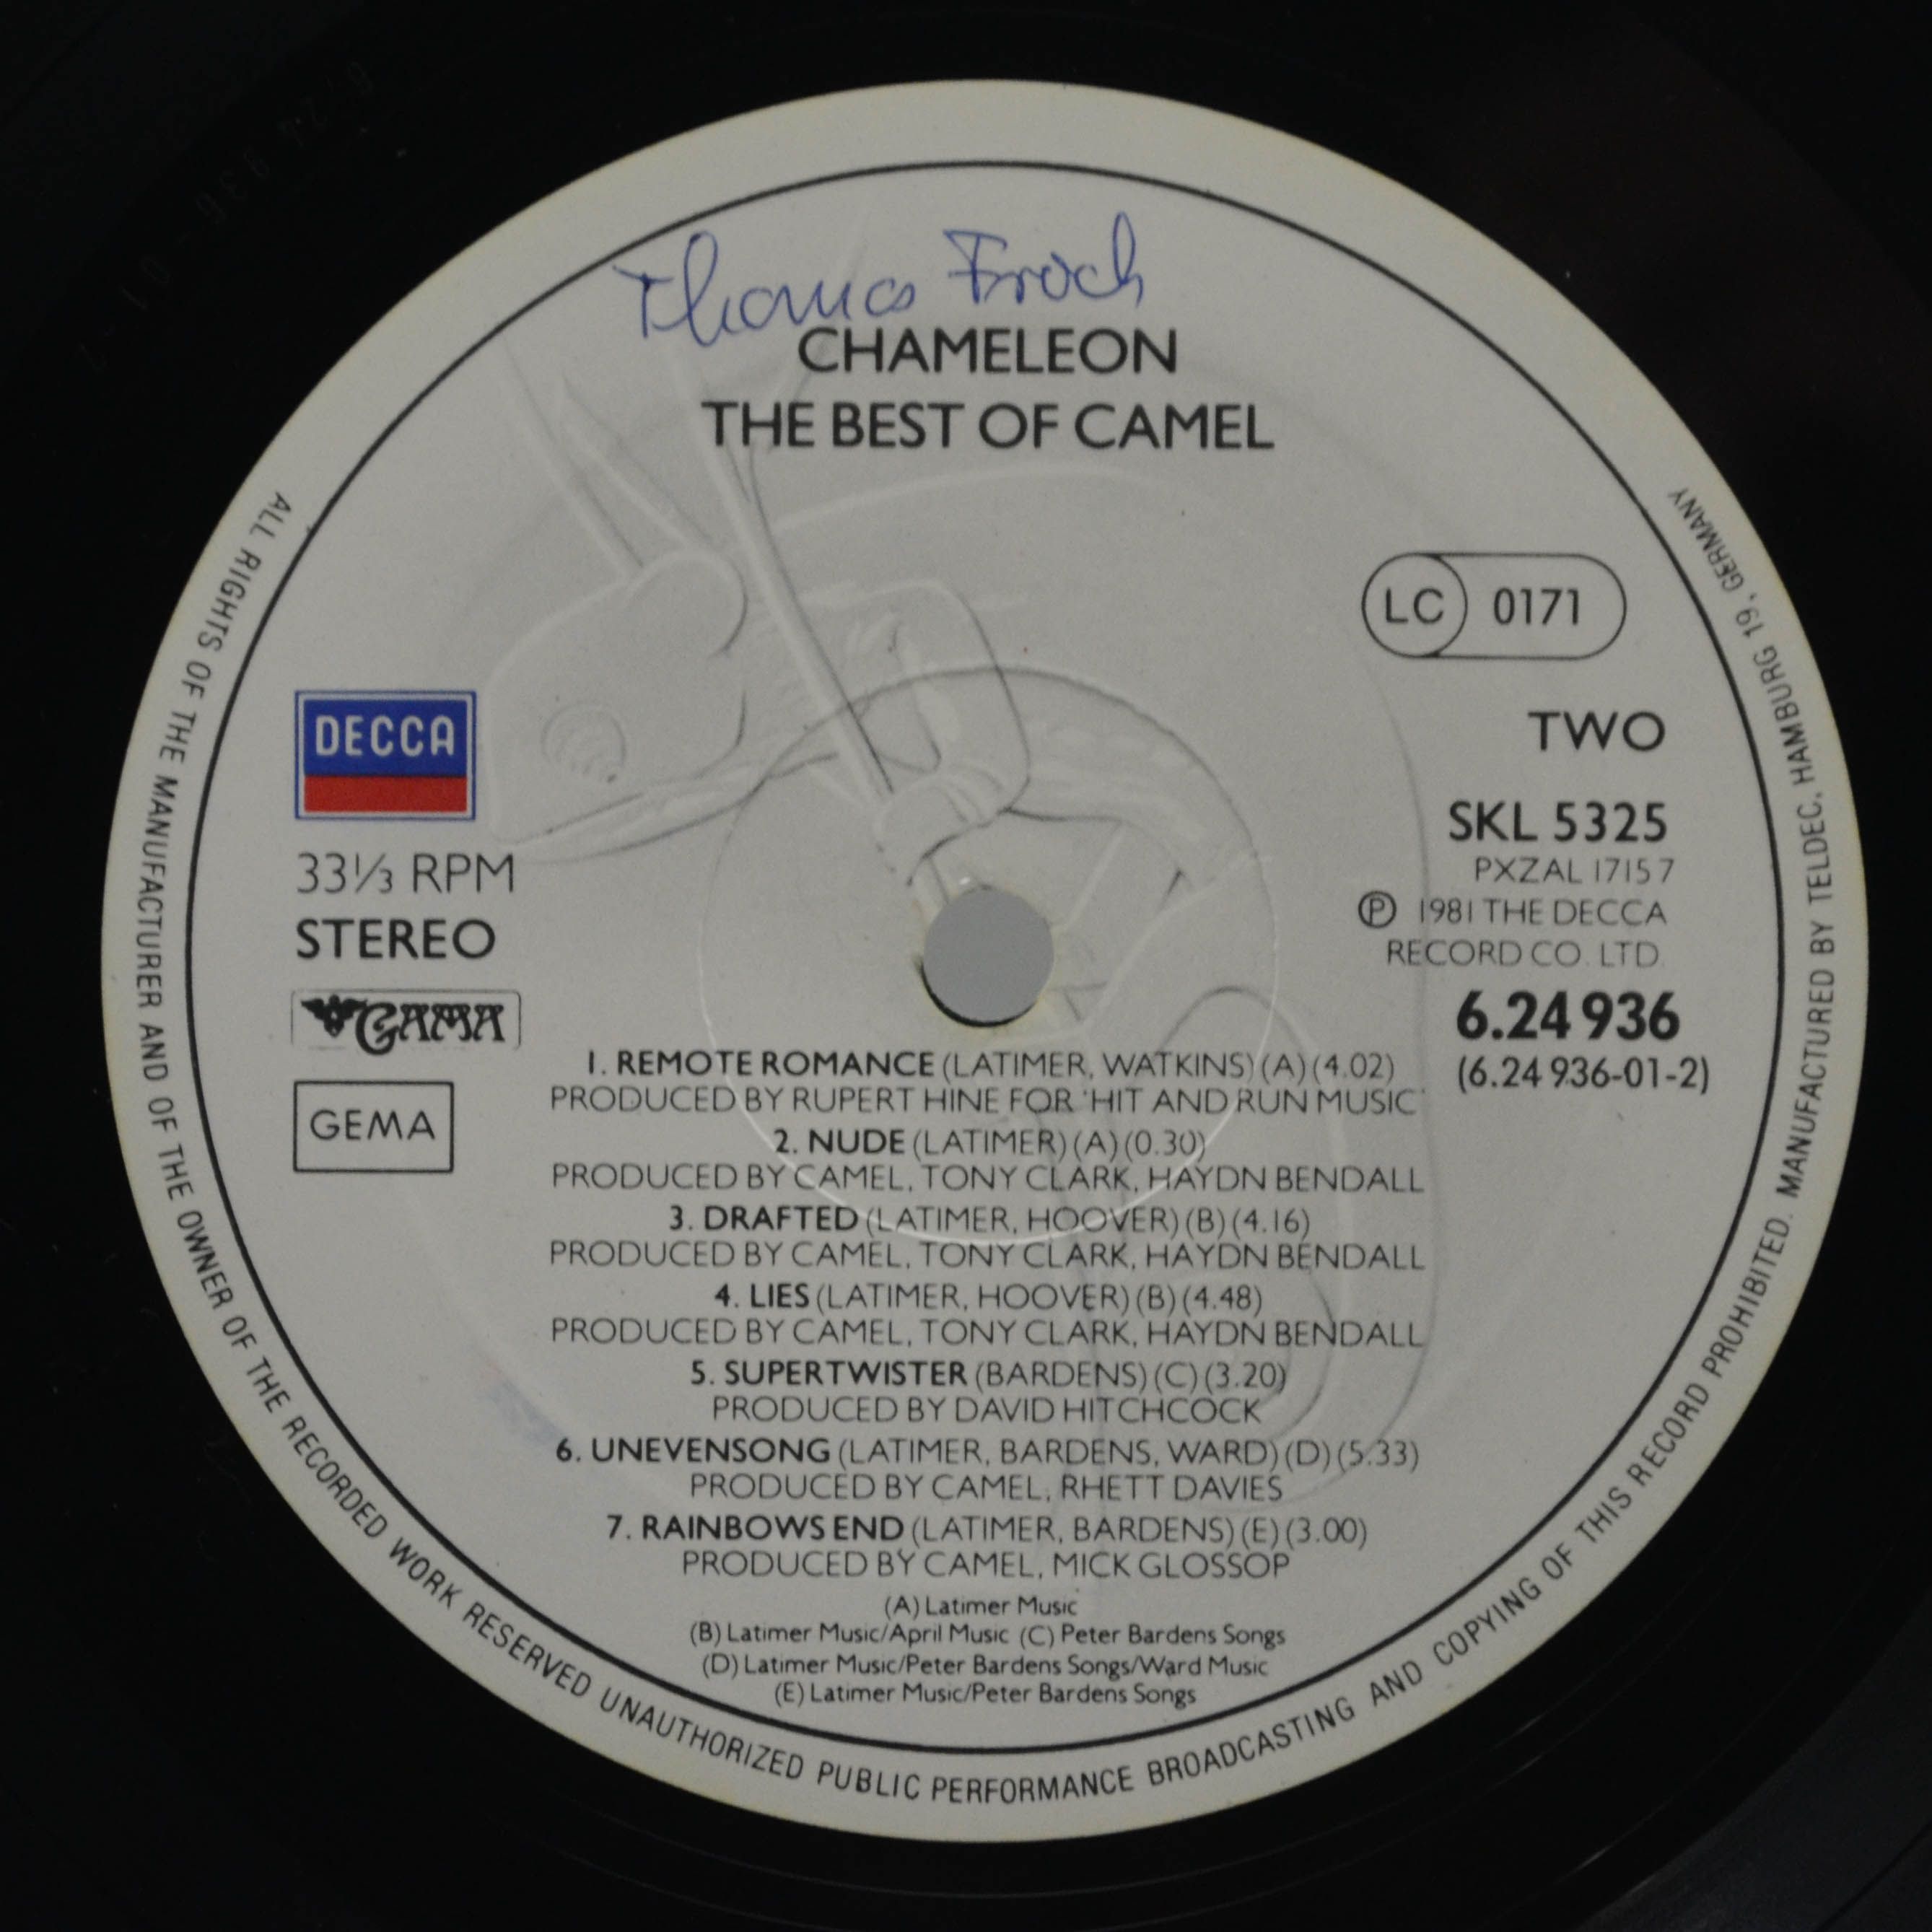 Thomas Froch
CHAMELEON
THE BEST OF CAMEL
LC 0171
DECCA
33⅓ RPM
STEREO
GAMA
GEMA
TWO
SKL 5325
PXZAL 17157
Ⓟ 1981 THE DECCA
RECORD CO. LTD.
6.24 936
(6.24 936-01-2)
1. REMOTE ROMANCE (LATIMER, WATKINS) (A) (4.02)
PRODUCED BY RUPERT HINE FOR 'HIT AND RUN MUSIC'
2. NUDE (LATIMER) (A) (0.30)
PRODUCED BY CAMEL, TONY CLARK, HAYDN BENDALL
3. DRAFTED (LATIMER, HOOVER) (B) (4.16)
PRODUCED BY CAMEL, TONY CLARK, HAYDN BENDALL
4. LIES (LATIMER, HOOVER) (B) (4.48)
PRODUCED BY CAMEL, TONY CLARK, HAYDN BENDALL
5. SUPERTWISTER (BARDENS) (C) (3.20)
PRODUCED BY DAVID HITCHCOCK
6. UNEVENSONG (LATIMER, BARDENS, WARD) (D) (5.33)
PRODUCED BY CAMEL, RHETT DAVIES
7. RAINBOWS END (LATIMER, BARDENS) (E) (3.00)
PRODUCED BY CAMEL, MICK GLOSSOP
(A) Latimer Music
(B) Latimer Music/April Music (C) Peter Bardens Songs
(D) Latimer Music/Peter Bardens Songs/Ward Music
(E) Latimer Music/Peter Bardens Songs
ALL RIGHTS OF THE MANUFACTURER AND OF THE OWNER OF THE RECORDED WORK RESERVED UNAUTHORIZED PUBLIC PERFORMANCE BROADCASTING AND COPYING OF THIS RECORD PROHIBITED. MANUFACTURED BY TELDEC, HAMBURG 19, GERMANY
6.24 936-01-2